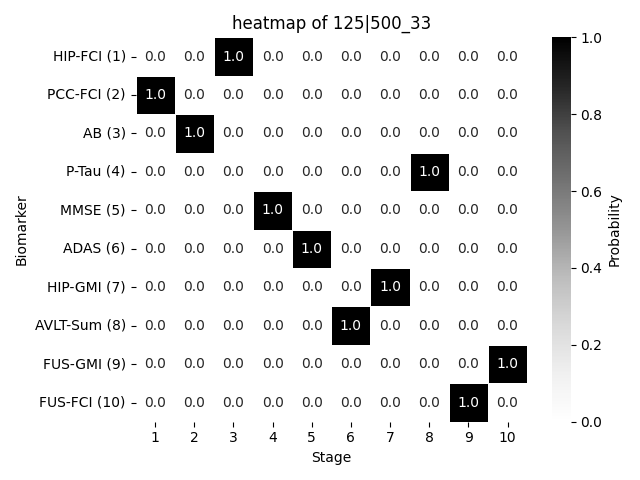 heatmap of 125|500_33
HIP-FCI (1) 0.0 0.0 1.0 0.0 0.0 0.0 0.0 0.0 0.0 0.0
PCC-FCI (2) 1.0 0.0 0.0 0.0 0.0 0.0 0.0 0.0 0.0 0.0
AB (3) 0.0 1.0 0.0 0.0 0.0 0.0 0.0 0.0 0.0 0.0
P-Tau (4) 0.0 0.0 0.0 0.0 0.0 0.0 0.0 1.0 0.0 0.0
MMSE (5) 0.0 0.0 0.0 1.0 0.0 0.0 0.0 0.0 0.0 0.0
ADAS (6) 0.0 0.0 0.0 0.0 1.0 0.0 0.0 0.0 0.0 0.0
HIP-GMI (7) 0.0 0.0 0.0 0.0 0.0 0.0 1.0 0.0 0.0 0.0
AVLT-Sum (8) 0.0 0.0 0.0 0.0 0.0 1.0 0.0 0.0 0.0 0.0
FUS-GMI (9) 0.0 0.0 0.0 0.0 0.0 0.0 0.0 0.0 0.0 1.0
FUS-FCI (10) 0.0 0.0 0.0 0.0 0.0 0.0 0.0 0.0 1.0 0.0
1 2 3 4 5 6 7 8 9 10
Stage
Biomarker
1.0
0.8
0.6
0.4
0.2
0.0
Probability